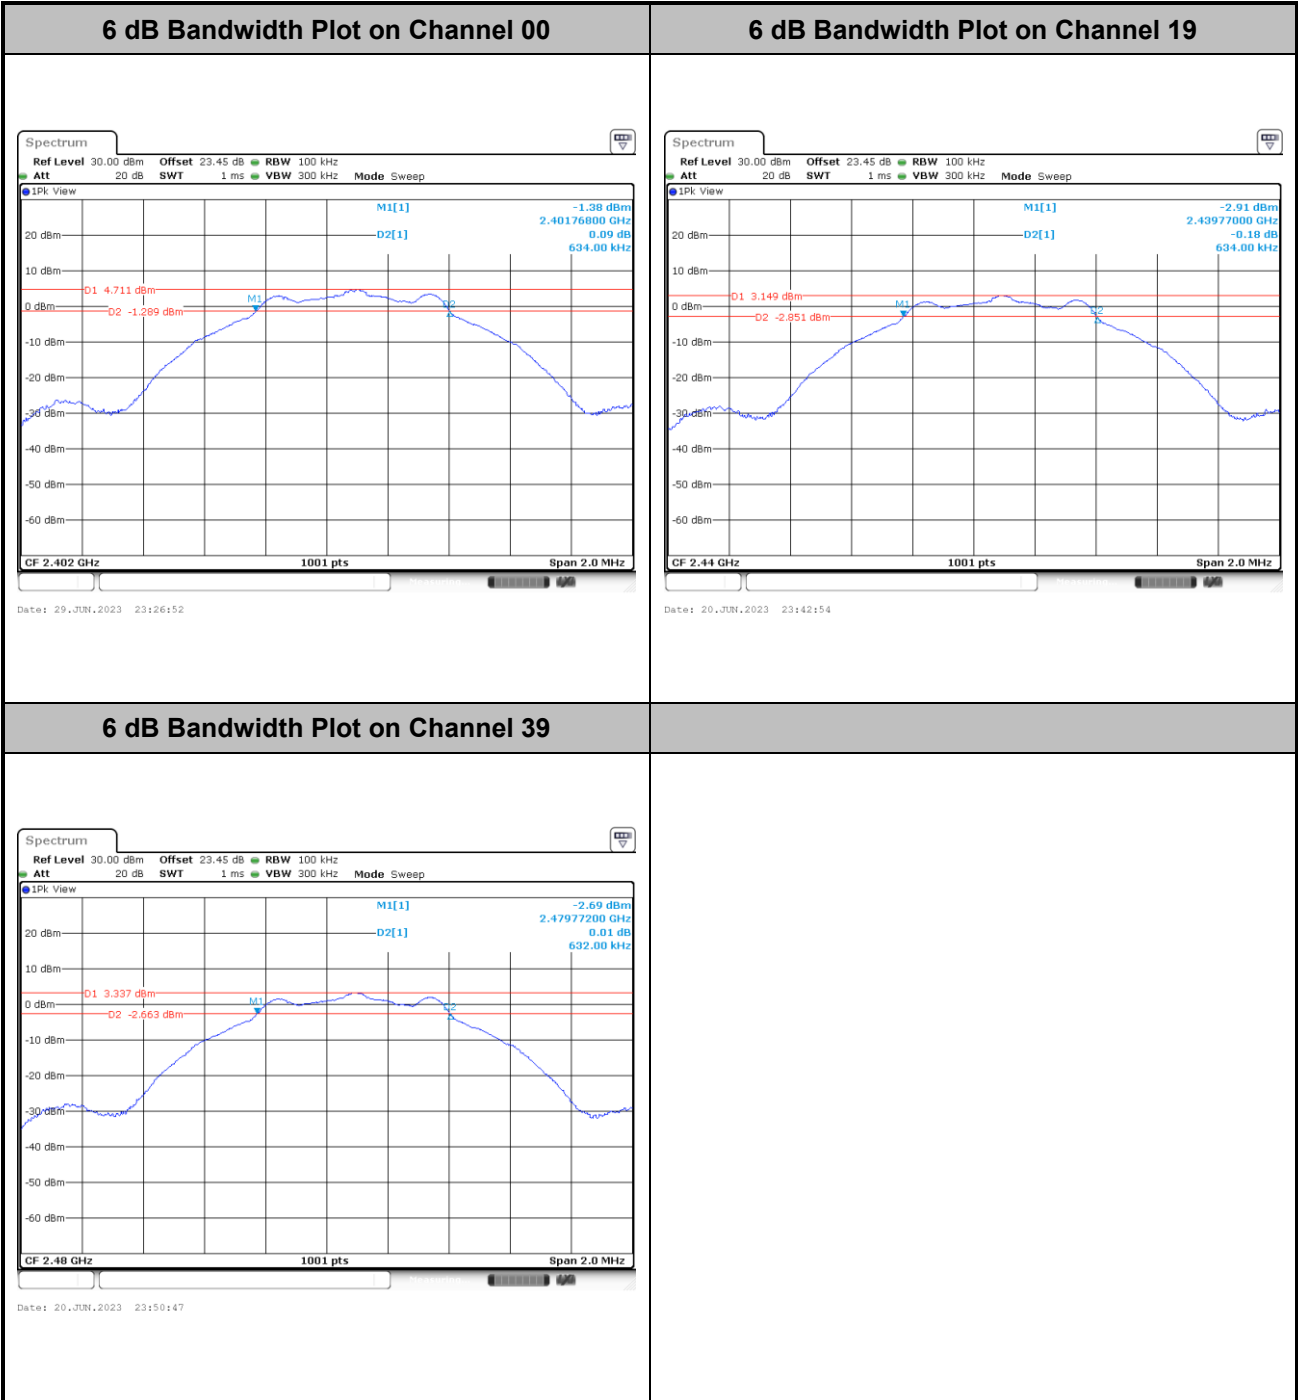 6 dB Bandwidth Plot on Channel 00
6 dB Bandwidth Plot on Channel 19
Spectrum
Ref Level 30.00 dBm Offset 23.45 dB RBW 100 kHz
Att 20 dB SWT 1 ms VBW 300 kHz Mode Sweep
1Pk View
M1[1] -1.38 dBm
2.40176800 GHz
20 dBm D2[1] 0.09 dB
634.00 kHz
10 dBm
D1 4.711 dBm
M1
D2
0 dBm
D2 -1.289 dBm
-10 dBm
-20 dBm
-30 dBm
-40 dBm
-50 dBm
-60 dBm
CF 2.402 GHz 1001 pts Span 2.0 MHz
Date: 29.JUN.2023 23:26:52
Spectrum
Ref Level 30.00 dBm Offset 23.45 dB RBW 100 kHz
Att 20 dB SWT 1 ms VBW 300 kHz Mode Sweep
1Pk View
M1[1] -2.91 dBm
2.43977000 GHz
20 dBm D2[1] -0.18 dB
634.00 kHz
10 dBm
D1 3.149 dBm
M1
0 dBm
D2
D2 -2.851 dBm
-10 dBm
-20 dBm
-30 dBm
-40 dBm
-50 dBm
-60 dBm
CF 2.44 GHz 1001 pts Span 2.0 MHz
Date: 20.JUN.2023 23:42:54
6 dB Bandwidth Plot on Channel 39
Spectrum
Ref Level 30.00 dBm Offset 23.45 dB RBW 100 kHz
Att 20 dB SWT 1 ms VBW 300 kHz Mode Sweep
1Pk View
M1[1] -2.69 dBm
2.47977200 GHz
20 dBm D2[1] 0.01 dB
632.00 kHz
10 dBm
D1 3.337 dBm
M1
0 dBm
D2
D2 -2.663 dBm
-10 dBm
-20 dBm
-30 dBm
-40 dBm
-50 dBm
-60 dBm
CF 2.48 GHz 1001 pts Span 2.0 MHz
Date: 20.JUN.2023 23:50:47